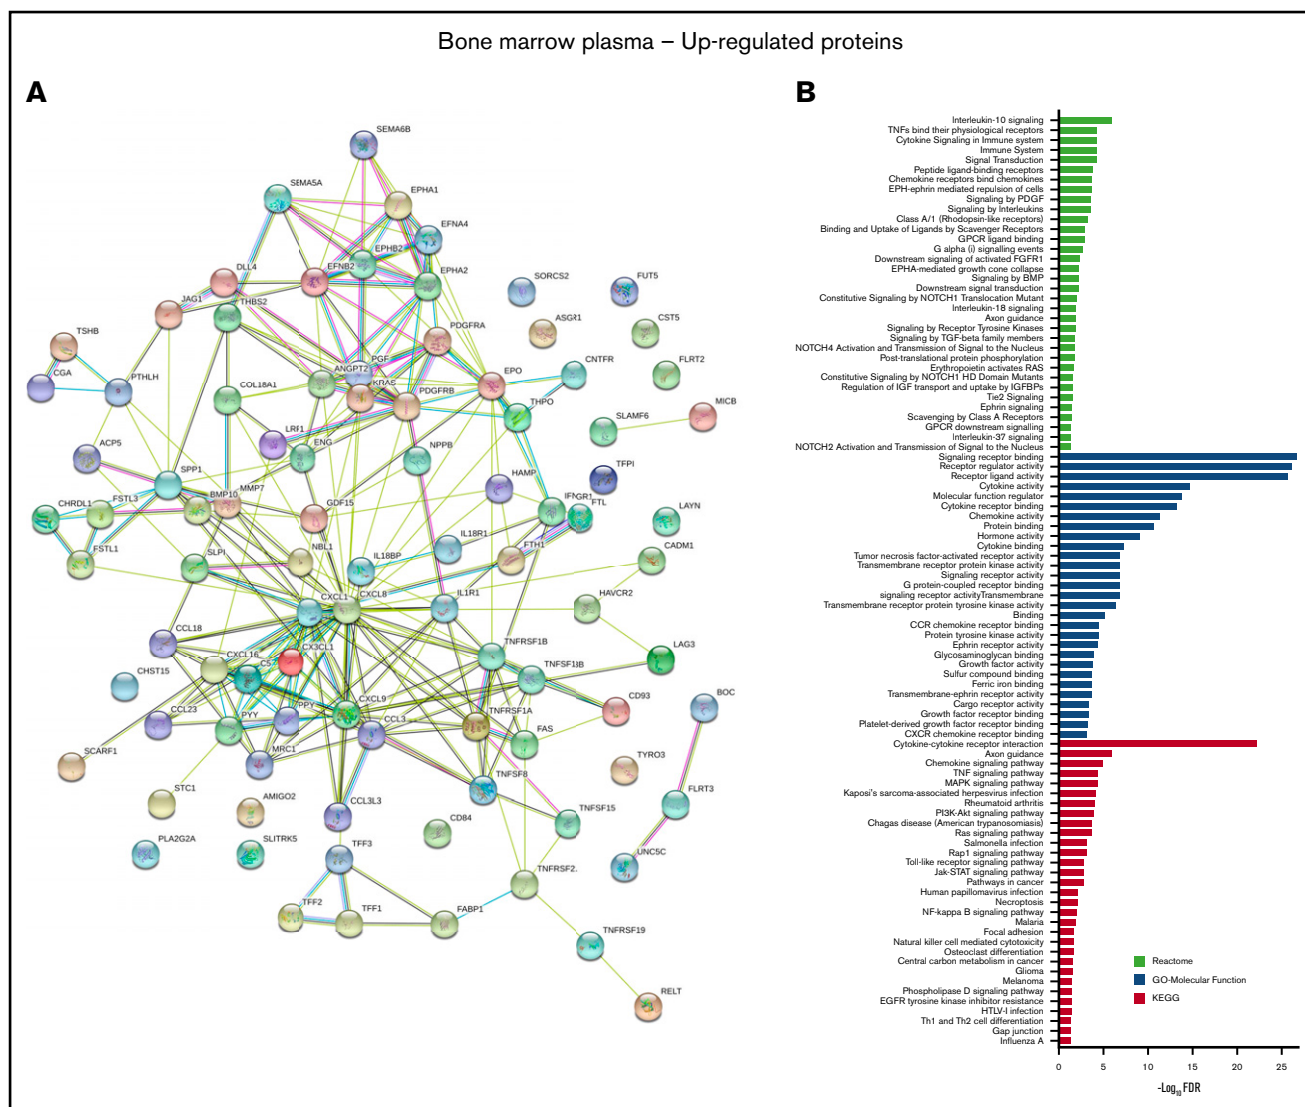 Bone marrow plasma – Up-regulated proteins
A
B
SEMA6B
SEMA5A
EPHA1
EFNA4
EPHB2
EFNB2
EPHA2
DLL4
JAG1
THBS2
SORCS2
FUT5
ASGR1
CST5
TSHB
CGA
PTHLH
PDGFRA
PGF
ANGPT2
KRAS
PDGFRB
EPO
CNTFR
FLRT2
COL18A1
THPO
SLAMF6
MICB
ACP5
ENG
NPPB
SPP1
HAMP
TFPI
CHRDL1
FSTL3
BMP10
MMP7
GDF15
IFNGR1
FTL
LAYN
FSTL1
SLPI
NBL1
IL18BP
IL18R1
FTH1
CADM1
CXCL1
CXCL8
IL1R1
HAVCR2
CCL18
CXCL16
CX3CL1
TNFRSF1B
LAG3
CHST15
CXCL9
CD93
BOC
CCL23
PYY
PPY
CCL3
TNFRSF1A
FAS
SCARF1
MRC1
TYRO3
STC1
AMIGO2
TNFSF8
FLRT3
CCL3L3
CD84
TNFSF15
PLA2G2A
SLITRK5
TFF3
UNC5C
TFF2
TFF1
FABP1
TNFRSF19
RELT
Interleukin-10 signaling
TNFs bind their physiological receptors
Cytokine Signaling in Immune system
Immune System
Signal Transduction
Peptide ligand-binding receptors
Chemokine receptors bind chemokines
EPH-ephrin mediated repulsion of cells
Signaling by PDGF
Signaling by Interleukins
Class A/1 (Rhodopsin-like receptors)
Binding and Uptake of Ligands by Scavenger Receptors
GPCR ligand binding
G alpha (i) signalling events
Downstream signaling of activated FGFR1
EPHA-mediated growth cone collapse
Signaling by BMP
Downstream signal transduction
Constitutive Signaling by NOTCH1 Translocation Mutant
Interleukin-18 signaling
Axon guidance
Signaling by Receptor Tyrosine Kinases
Signaling by TGF-beta family members
NOTCH4 Activation and Transmission of Signal to the Nucleus
Post-translational protein phosphorylation
Erythropoietin activates RAS
Constitutive Signaling by NOTCH1 HD Domain Mutants
Regulation of IGF transport and uptake by IGFBPs
Tie2 Signaling
Ephrin signaling
Scavenging by Class A Receptors
GPCR downstream signalling
Interleukin-37 signaling
NOTCH2 Activation and Transmission of Signal to the Nucleus
Signaling receptor binding
Receptor regulator activity
Receptor ligand activity
Cytokine activity
Molecular function regulator
Cytokine receptor binding
Chemokine activity
Protein binding
Hormone activity
Cytokine binding
Tumor necrosis factor-activated receptor activity
Transmembrane receptor protein kinase activity
Signaling receptor activity
G protein-coupled receptor binding
signaling receptor activityTransmembrane
Transmembrane receptor protein tyrosine kinase activity
Binding
CCR chemokine receptor binding
Protein tyrosine kinase activity
Ephrin receptor activity
Glycosaminoglycan binding
Growth factor activity
Sulfur compound binding
Ferric iron binding
Transmembrane-ephrin receptor activity
Cargo receptor activity
Growth factor receptor binding
Platelet-derived growth factor receptor binding
CXCR chemokine receptor binding
Cytokine-cytokine receptor interaction
Axon guidance
Chemokine signaling pathway
TNF signaling pathway
MAPK signaling pathway
Kaposi's sarcoma-associated herpesvirus infection
Rheumatoid arthritis
PI3K-Akt signaling pathway
Chagas disease (American trypanosomiasis)
Ras signaling pathway
Salmonella infection
Rap1 signaling pathway
Toll-like receptor signaling pathway
Jak-STAT signaling pathway
Pathways in cancer
Human papillomavirus infection
Necroptosis
NF-kappa B signaling pathway
Malaria
Focal adhesion
Natural killer cell mediated cytotoxicity
Osteoclast differentiation
Central carbon metabolism in cancer
Glioma
Melanoma
Phospholipase D signaling pathway
EGFR tyrosine kinase inhibitor resistance
HTLV-I infection
Th1 and Th2 cell differentiation
Gap junction
Influenza A
Reactome
GO-Molecular Function
KEGG
0 5 10 15 20 25
-Log10 FDR